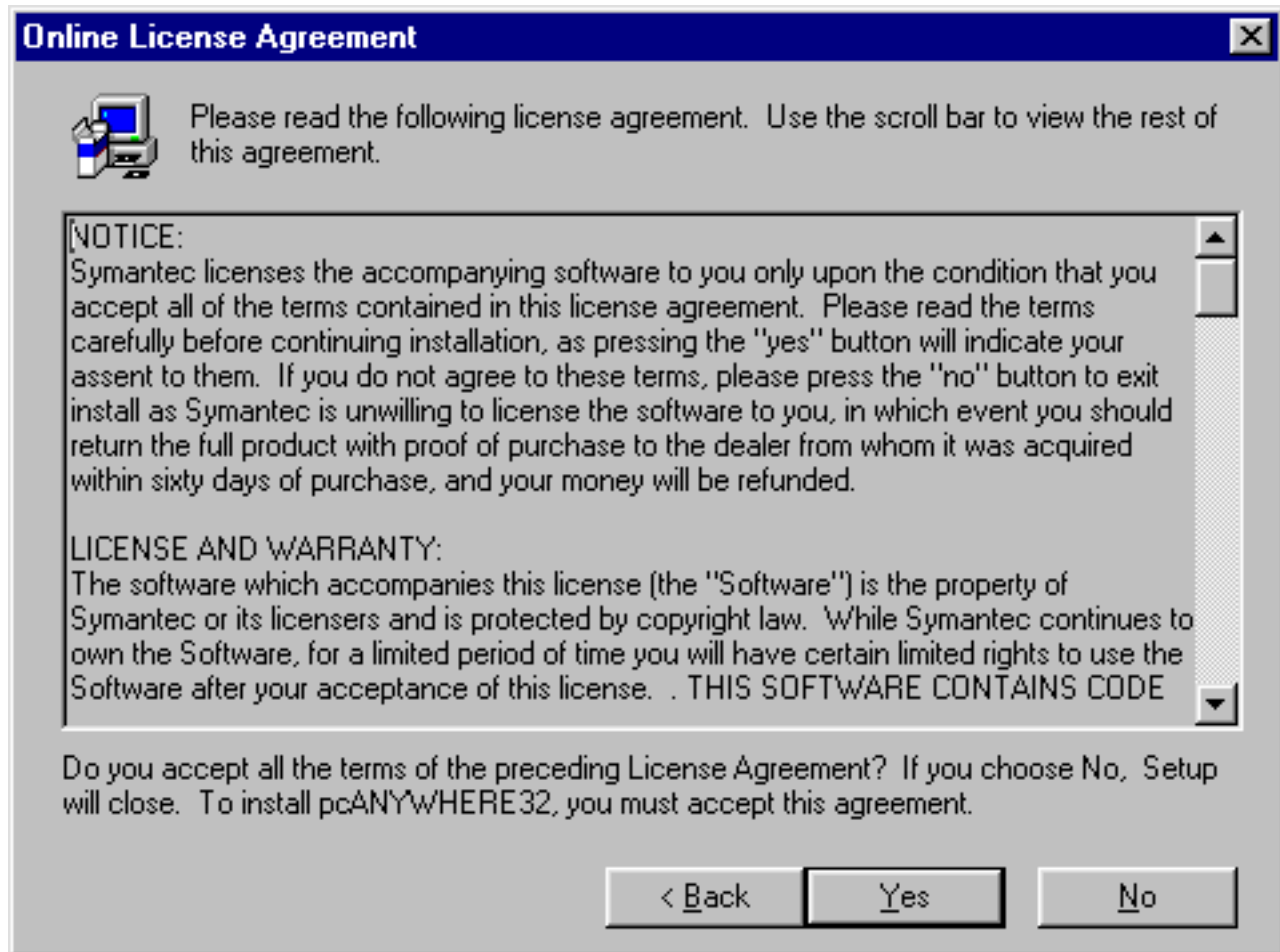 Online License Agreement
Please read the following license agreement.  Use the scroll bar to view the rest of
this agreement.
NOTICE:
Symantec licenses the accompanying software to you only upon the condition that you
accept all of the terms contained in this license agreement.  Please read the terms
carefully before continuing installation, as pressing the "yes" button will indicate your
assent to them.  If you do not agree to these terms, please press the "no" button to exit
install as Symantec is unwilling to license the software to you, in which event you should
return the full product with proof of purchase to the dealer from whom it was acquired
within sixty days of purchase, and your money will be refunded.
LICENSE AND WARRANTY:
The software which accompanies this license (the "Software") is the property of
Symantec or its licensers and is protected by copyright law.  While Symantec continues to
own the Software, for a limited period of time you will have certain limited rights to use the
Software after your acceptance of this license.  . THIS SOFTWARE CONTAINS CODE
Do you accept all the terms of the preceding License Agreement?  If you choose No,  Setup
will close.  To install pcANYWHERE32, you must accept this agreement.
< Back
Yes
No